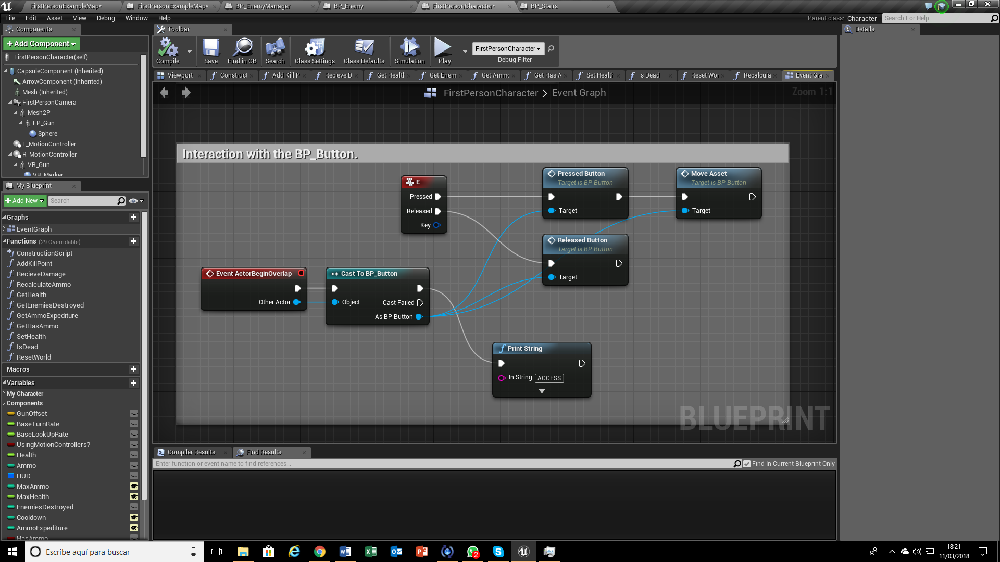 FirstPersonExampleMap*
FirstPersonExampleMap*
BP_EnemyManager
BP_Enemy
FirstPersonCharacter*
BP_Stairs
File Edit Asset View Debug Window Help
Parent class: Character
Search For Help
Components
Toolbar
Details
+Add Component
FirstPersonCharacter(self)
CapsuleComponent (Inherited)
ArrowComponent (Inherited)
Mesh (Inherited)
FirstPersonCamera
Mesh2P
FP_Gun
Sphere
L_MotionController
R_MotionController
VR_Gun
VR_Marker
Compile
Save
Find in CB
Search
Class Settings
Class Defaults
Simulation
Play
FirstPersonCharacter
Debug Filter
Viewport
Construct
Add Kill P
Recieve D
Get Health
Get Enem
Get Ammo
Get Has A
Set Health
Is Dead
Reset Wor
Recalcula
Event Gra
FirstPersonCharacter > Event Graph
Zoom 1:1
My Blueprint
+Add New
Search
Graphs
EventGraph
Functions (29 Overridable)
ConstructionScript
AddKillPoint
RecieveDamage
RecalculateAmmo
GetHealth
GetEnemiesDestroyed
GetAmmoExpediture
GetHasAmmo
SetHealth
IsDead
ResetWorld
Macros
Variables
My Character
Components
GunOffset
BaseTurnRate
BaseLookUpRate
UsingMotionControllers?
Health
Ammo
HUD
MaxAmmo
MaxHealth
EnemiesDestroyed
Cooldown
AmmoExpediture
HasAmmo
Interaction with the BP_Button.
E
Pressed
Released
Key
Pressed Button
Target is BP Button
Target
Move Asset
Target is BP Button
Target
Released Button
Target is BP Button
Target
Event ActorBeginOverlap
Other Actor
Cast To BP_Button
Object
Cast Failed
As BP Button
Print String
In String ACCESS
BLUEPRINT
Compiler Results
Find Results
Enter function or event name to find references...
Find In Current Blueprint Only
Escribe aquí para buscar
2
18:21
11/03/2018